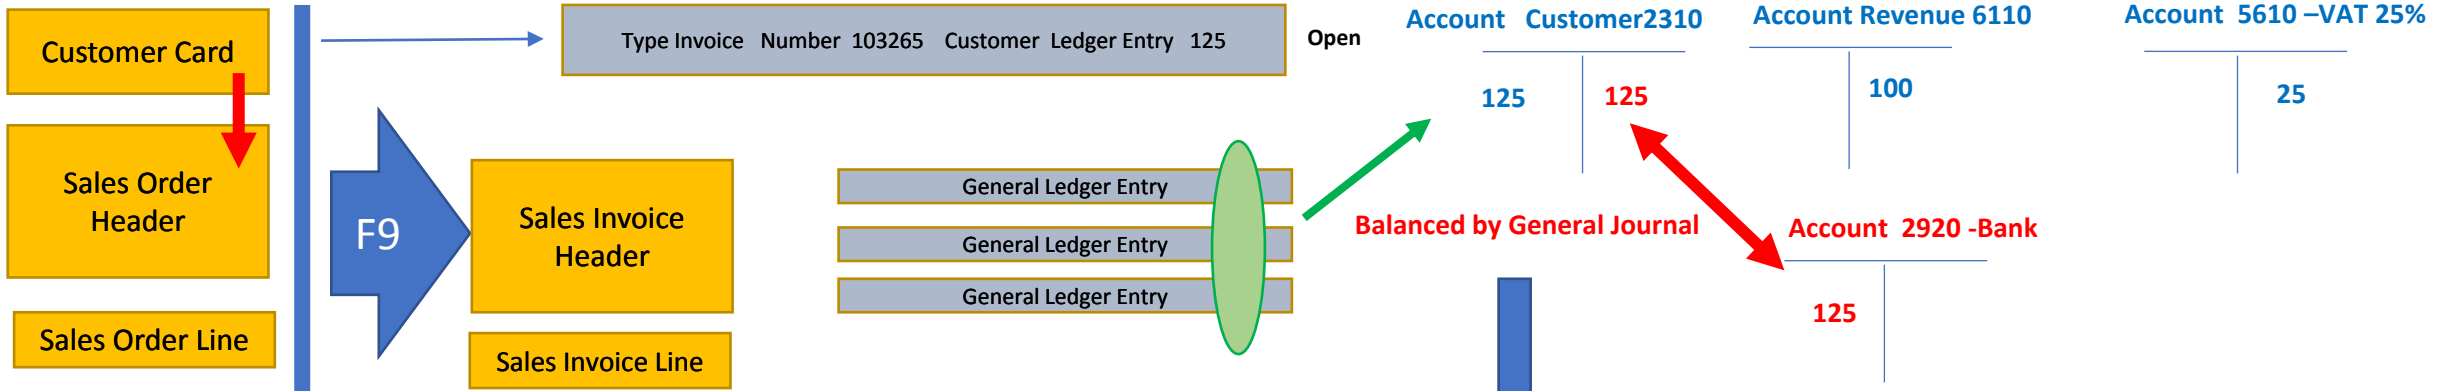 Customer Card
Sales Order
Header
Sales Order Line
F9
Type Invoice Number 103265 Customer Ledger Entry 125
Open
Sales Invoice
Header
Sales Invoice Line
General Ledger Entry
General Ledger Entry
General Ledger Entry
Account Customer2310
125
125
Balanced by General Journal
Account Revenue 6110
100
Account 2920 -Bank
125
Account 5610 –VAT 25%
25